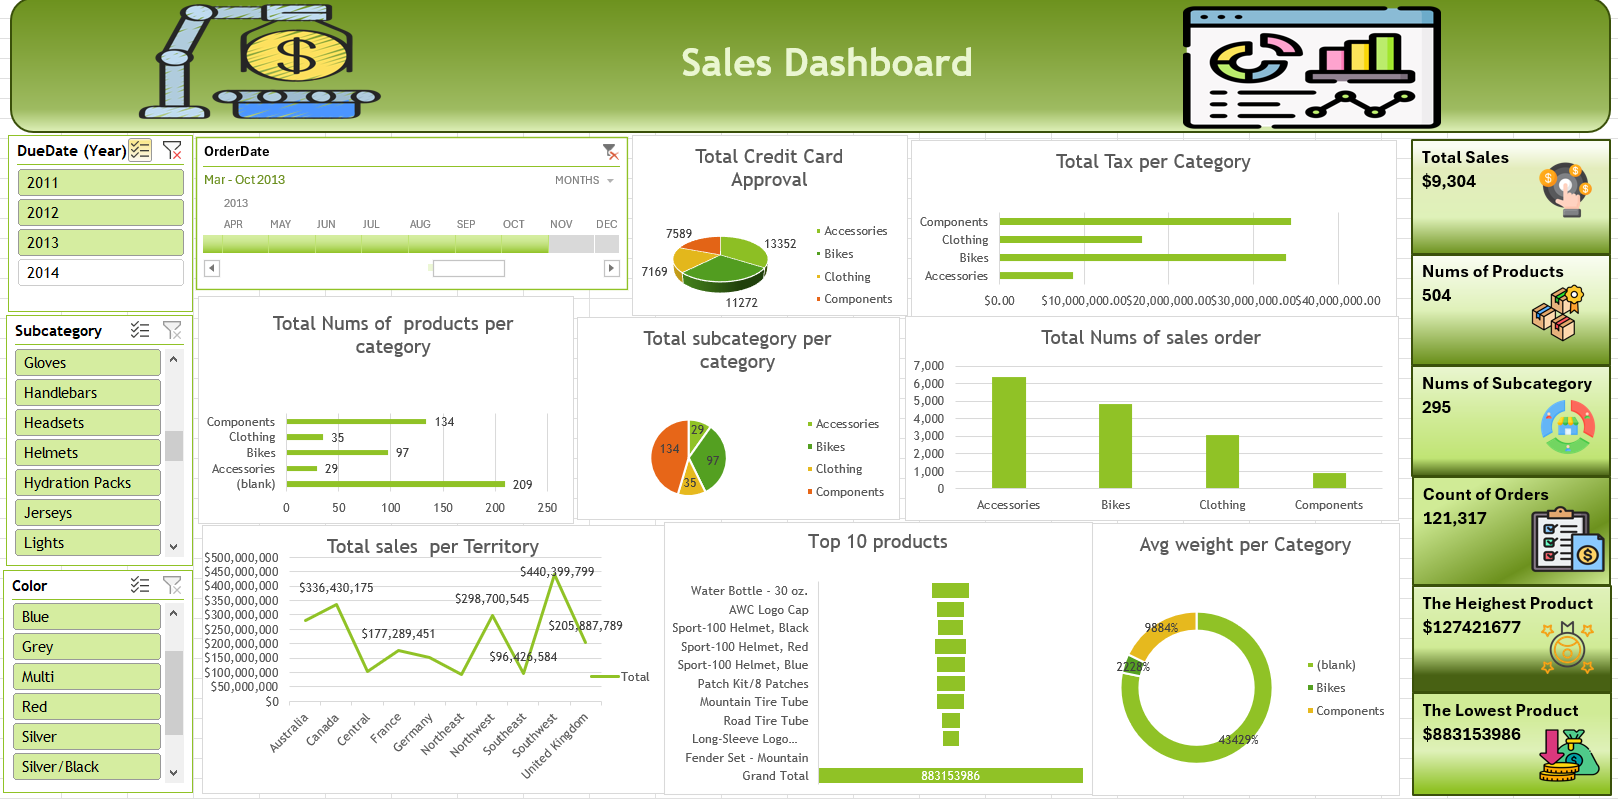 Sales Dashboard
DueDate (Year)
2011
2012
2013
2014
OrderDate
Mar - Oct 2013
MONTHS
2013
APR MAY JUN JUL AUG SEP OCT NOV DEC
Total Credit Card
Approval
7589
13352
7169
11272
Accessories
Bikes
Clothing
Components
Total Tax per Category
Components
Clothing
Bikes
Accessories
$0.00 $10,000,000.00 $20,000,000.00 $30,000,000.00 $40,000,000.00
Total Sales
$9,304
Nums of Products
504
Nums of Subcategory
295
Count of Orders
121,317
The Heighest Product
$127421677
The Lowest Product
$883153986
Subcategory
Gloves
Handlebars
Headsets
Helmets
Hydration Packs
Jerseys
Lights
Total Nums of products per
category
Components 134
Clothing 35
Bikes 97
Accessories 29
(blank) 209
0 50 100 150 200 250
Total subcategory per
category
29
134
97
35
Accessories
Bikes
Clothing
Components
Total Nums of sales order
7,000
6,000
5,000
4,000
3,000
2,000
1,000
0
Accessories Bikes Clothing Components
Color
Blue
Grey
Multi
Red
Silver
Silver/Black
Total sales per Territory
$500,000,000
$450,000,000
$400,000,000
$350,000,000
$300,000,000
$250,000,000
$200,000,000
$150,000,000
$100,000,000
$50,000,000
$0
$336,430,175
$177,289,451
$298,700,545
$96,426,584
$440,399,799
$205,887,789
Total
Australia
Canada
Central
France
Germany
Northeast
Northwest
Southeast
Southwest
United Kingdom
Top 10 products
Water Bottle - 30 oz.
AWC Logo Cap
Sport-100 Helmet, Black
Sport-100 Helmet, Red
Sport-100 Helmet, Blue
Patch Kit/8 Patches
Mountain Tire Tube
Road Tire Tube
Long-Sleeve Logo...
Fender Set - Mountain
Grand Total 883153986
Avg weight per Category
9884%
2228%
43429%
(blank)
Bikes
Components